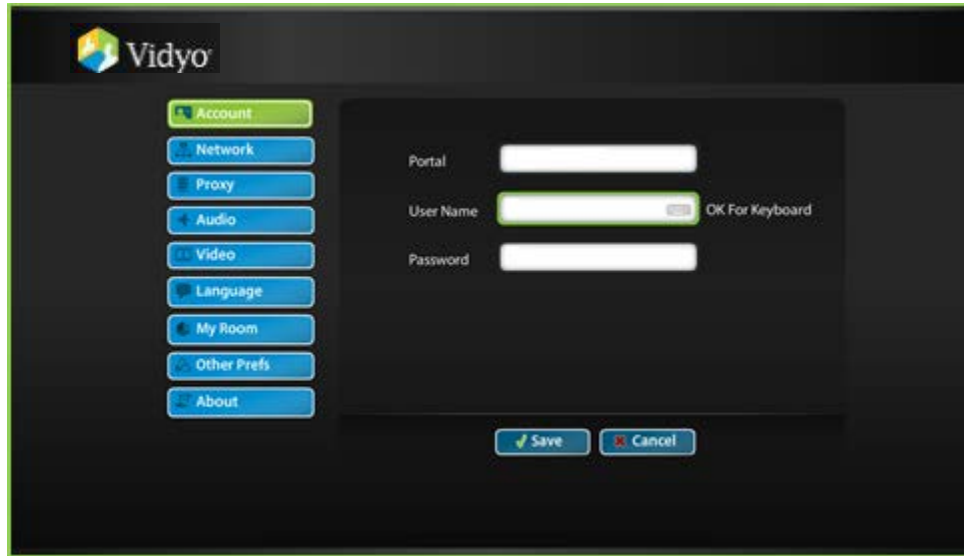 Vidyo
Account
Network
Proxy
Audio
Video
Language
My Room
Other Prefs
About
Portal
User Name OK For Keyboard
Password
Save Cancel